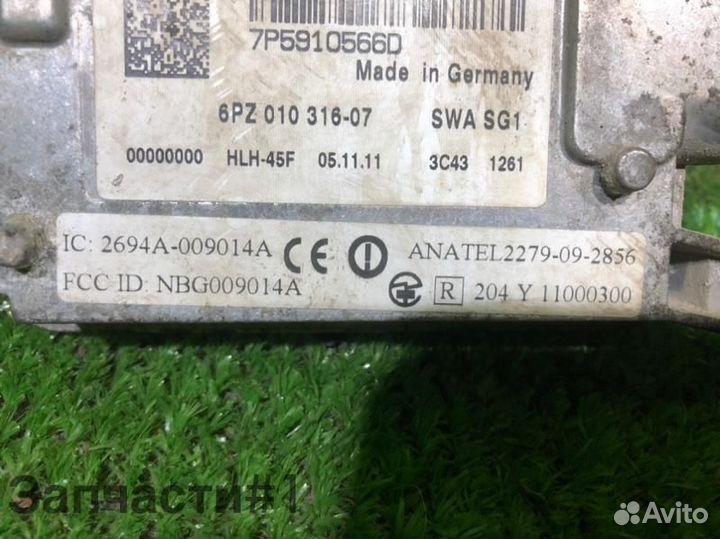 7P5910566D
Made in Germany
6PZ 010 316-07 SWA SG1
00000000 HLH-45F 05.11.11 3C43 1261
IC: 2694A-009014A CE ANATEL2279-09-2856
FCC ID: NBG009014A R 204 Y 11000300
Запчасти#1
Avito